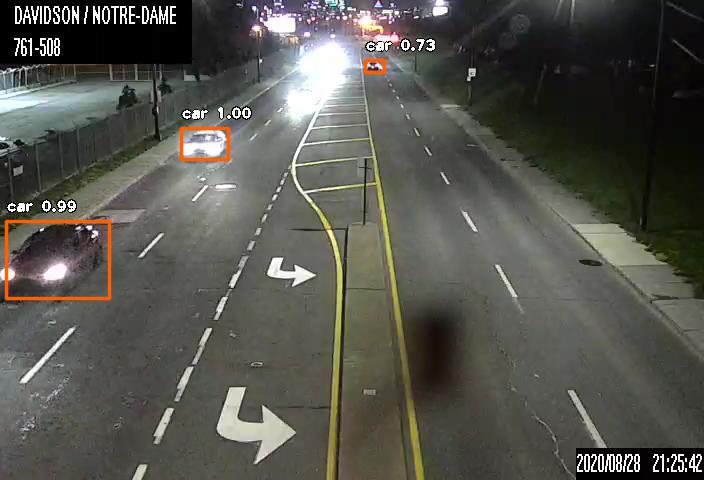 DAVIDSON / NOTRE-DAME
761-508
car 0.73
car 1.00
car 0.99
2020/08/28 21:25:42